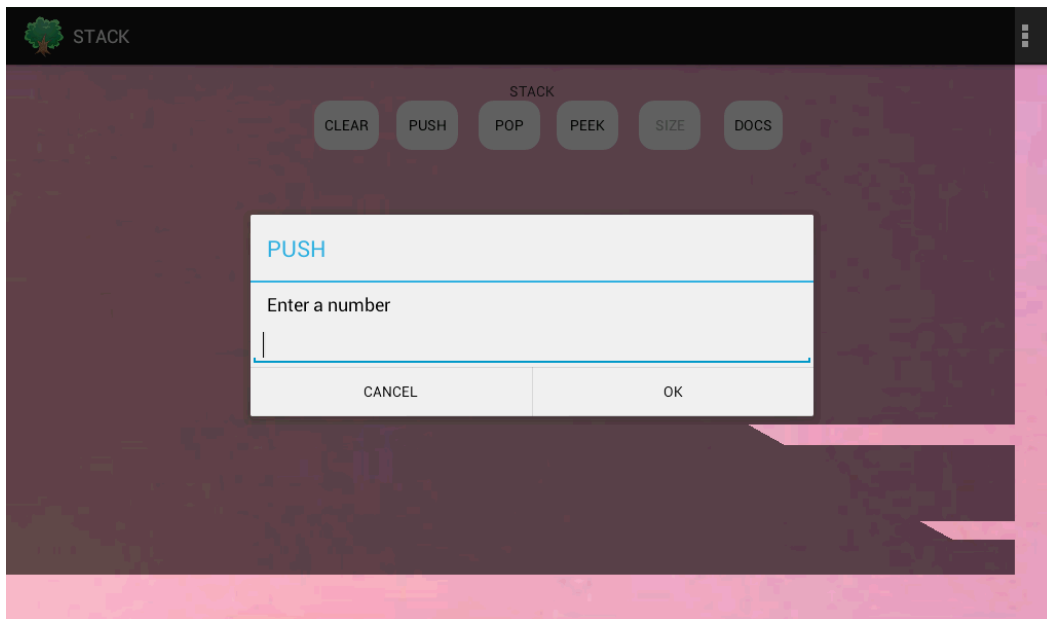 STACK
STACK
CLEAR PUSH POP PEEK SIZE DOCS
PUSH
Enter a number
CANCEL OK